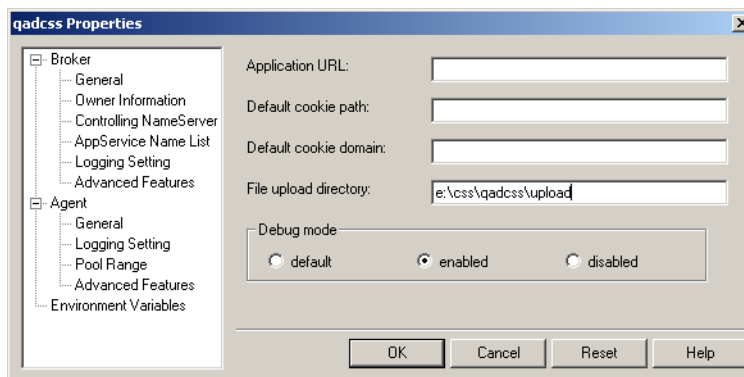 qadcss Properties
Broker
General
Owner Information
Controlling NameServer
AppService Name List
Logging Setting
Advanced Features
Agent
General
Logging Setting
Pool Range
Advanced Features
Environment Variables
Application URL:
Default cookie path:
Default cookie domain:
File upload directory: e:\css\qadcss\upload
Debug mode
default enabled disabled
OK Cancel Reset Help